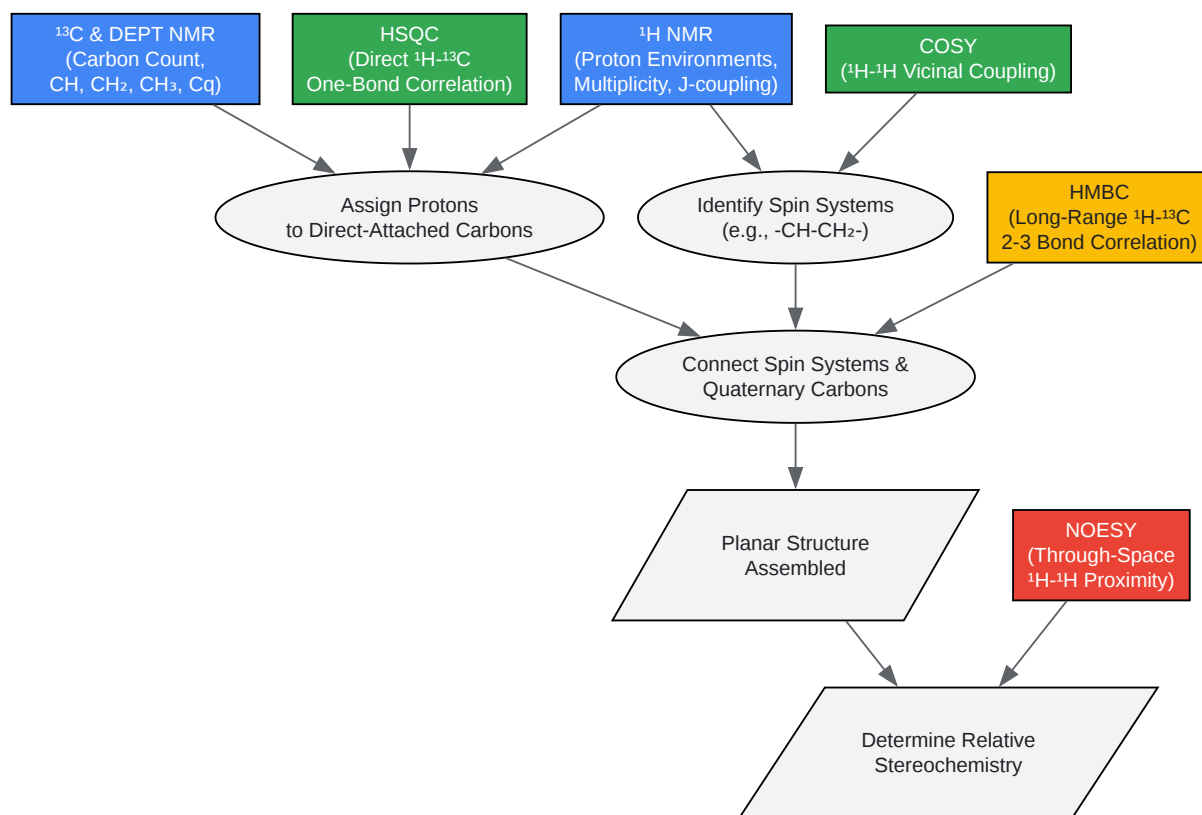 ¹³C & DEPT NMR
(Carbon Count,
CH, CH₂, CH₃, Cq)
HSQC
(Direct ¹H-¹³C
One-Bond Correlation)
¹H NMR
(Proton Environments,
Multiplicity, J-coupling)
COSY
(¹H-¹H Vicinal Coupling)
Assign Protons
to Direct-Attached Carbons
Identify Spin Systems
(e.g., -CH-CH₂-)
HMBC
(Long-Range ¹H-¹³C
2-3 Bond Correlation)
Connect Spin Systems &
Quaternary Carbons
Planar Structure
Assembled
NOESY
(Through-Space
¹H-¹H Proximity)
Determine Relative
Stereochemistry